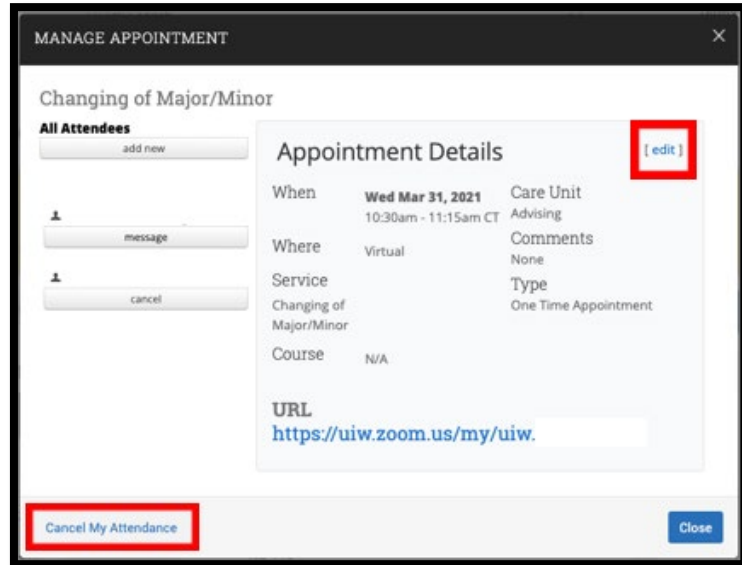 MANAGE APPOINTMENT ×
Changing of Major/Minor
All Attendees
add new
message
cancel
Appointment Details
[ edit ]
When
Wed Mar 31, 2021
10:30am - 11:15am CT
Where
Virtual
Service
Changing of
Major/Minor
Course
N/A
Care Unit
Advising
Comments
None
Type
One Time Appointment
URL
https://uiw.zoom.us/my/uiw.
Cancel My Attendance
Close